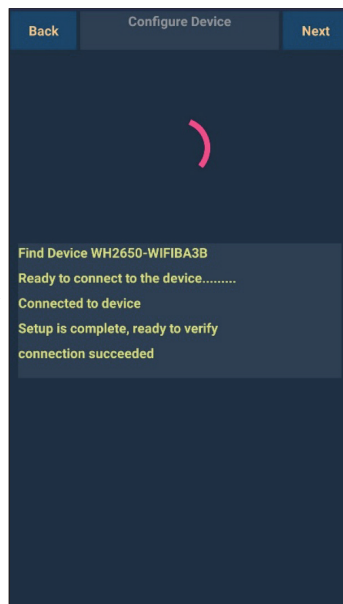 Back
Configure Device
Next
Find Device WH2650-WIFIBA3B
Ready to connect to the device.........
Connected to device
Setup is complete, ready to verify
connection succeeded